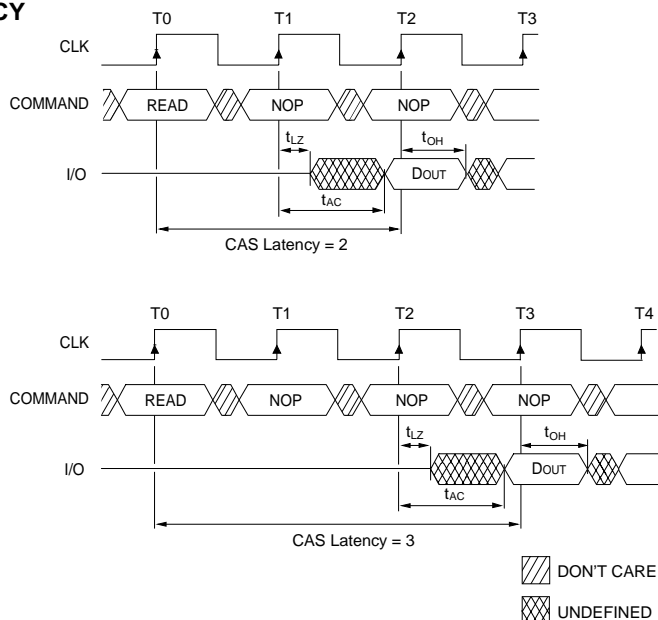 CY
T0 T1 T2 T3
CLK
COMMAND READ NOP NOP
tLZ tOH
I/O DOUT
tAC
CAS Latency = 2
T0 T1 T2 T3 T4
CLK
COMMAND READ NOP NOP NOP
tLZ tOH
I/O DOUT
tAC
CAS Latency = 3
DON'T CARE
UNDEFINED